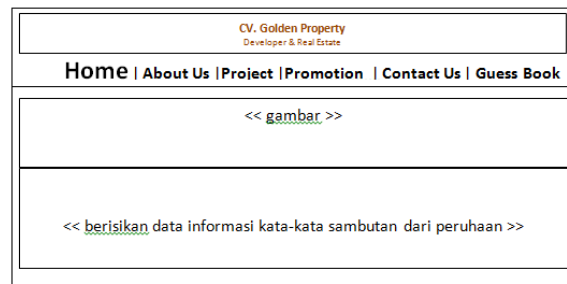 CV. Golden Property
Developer & Real Estate
Home | About Us |Project |Promotion | Contact Us | Guess Book
<< gambar >>
<< berisikan data informasi kata-kata sambutan dari peruhaan >>